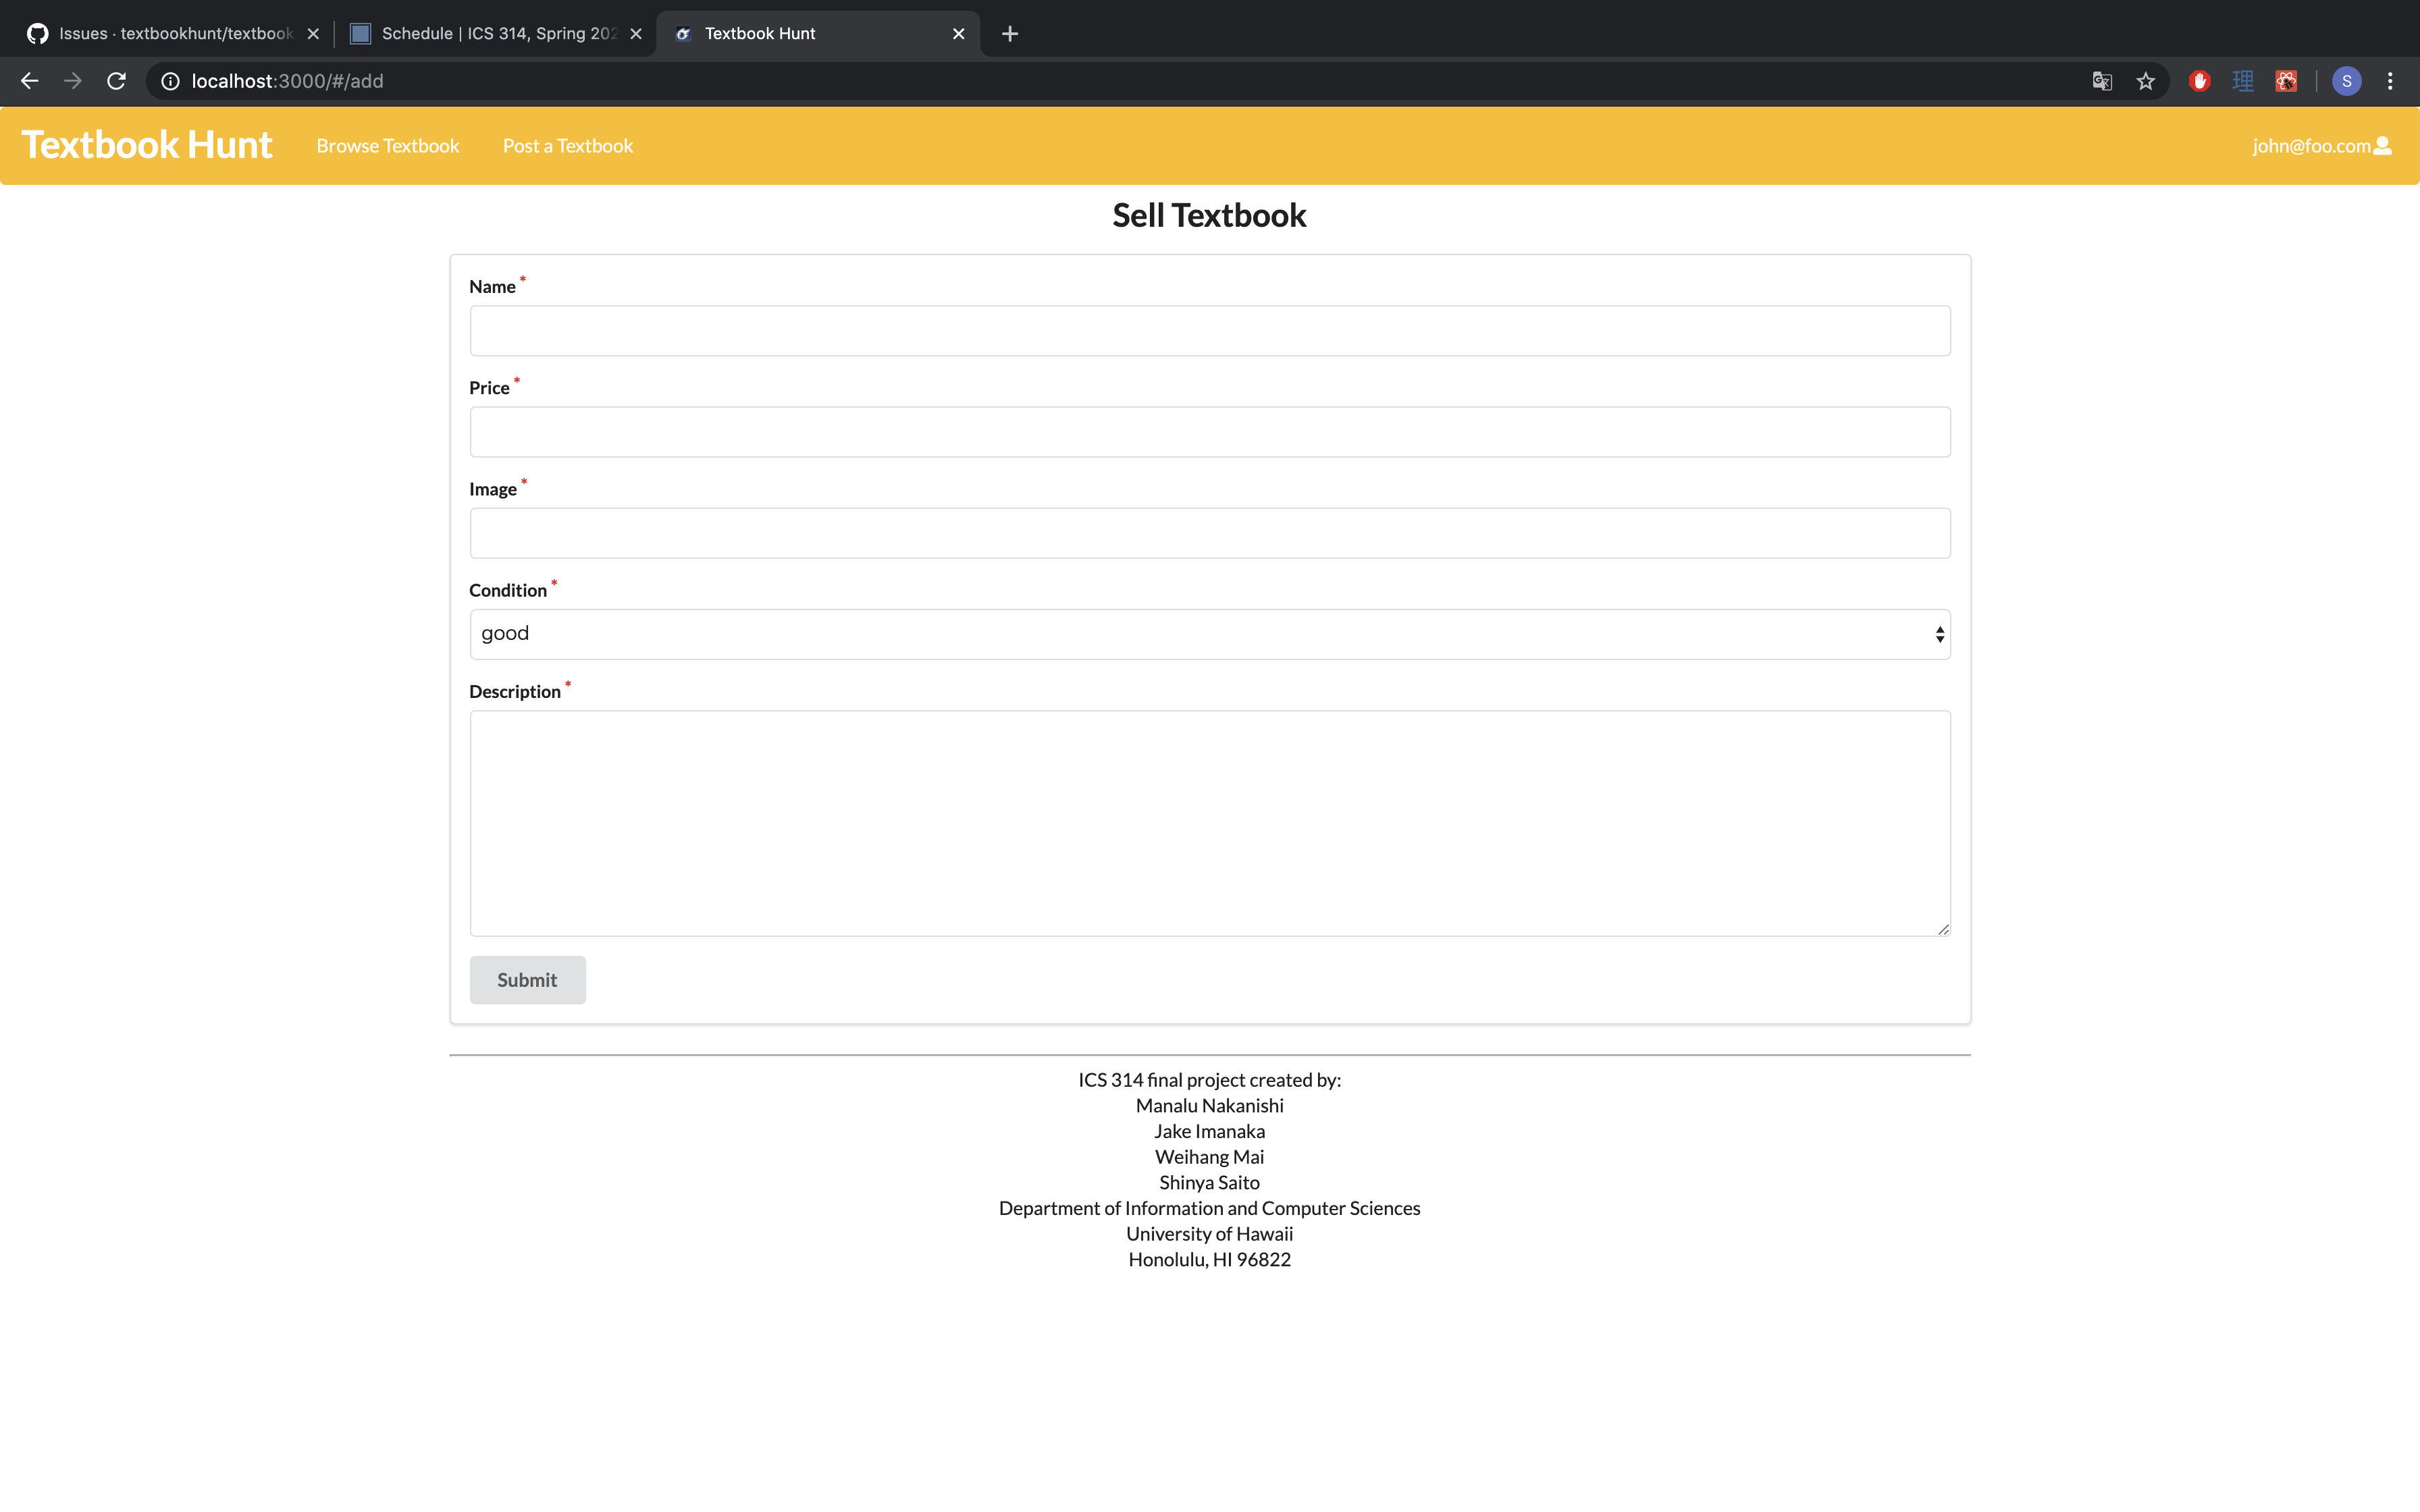 Issues · textbookhunt/textbook
Schedule | ICS 314, Spring 202
Textbook Hunt
localhost:3000/#/add
S
Textbook Hunt
Browse Textbook
Post a Textbook
john@foo.com
Sell Textbook
Name *
Price *
Image *
Condition *
good
Description *
Submit
ICS 314 final project created by:
Manalu Nakanishi
Jake Imanaka
Weihang Mai
Shinya Saito
Department of Information and Computer Sciences
University of Hawaii
Honolulu, HI 96822